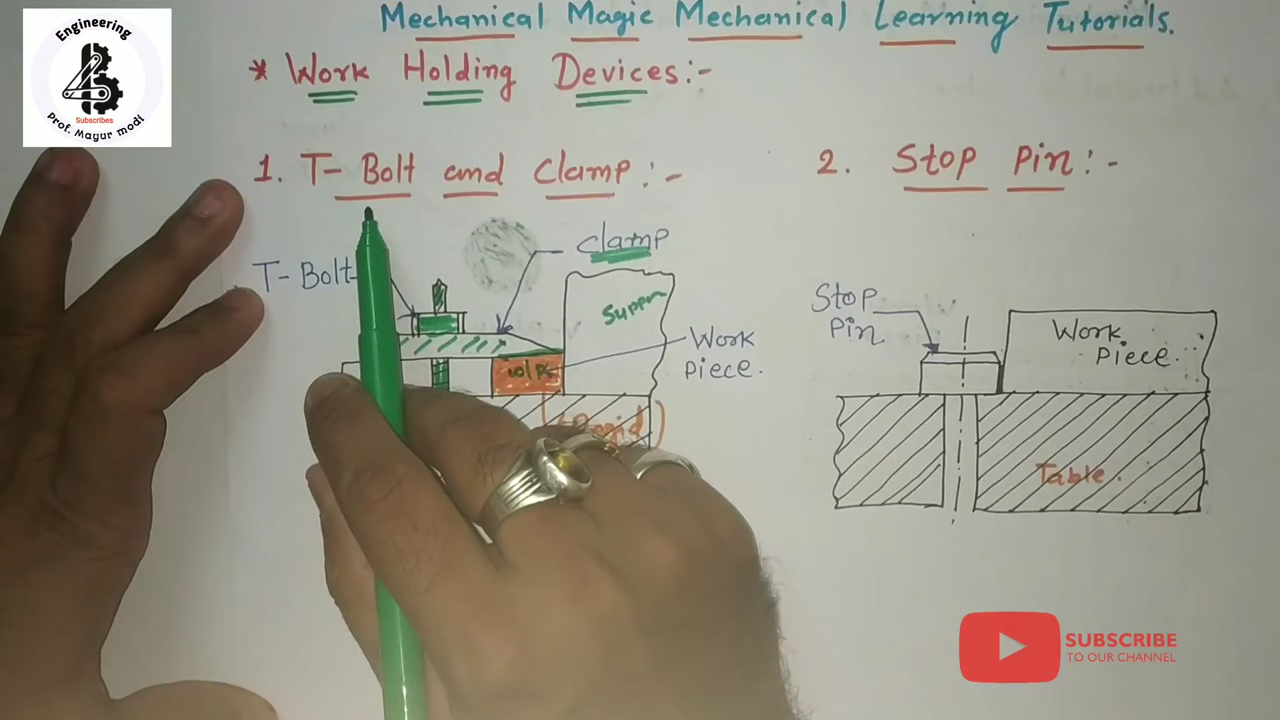 Mechanical Magic Mechanical Learning Tutorials.
Engineering
Subscribes
Prof. Mayur modi
* Work Holding Devices:-
1. T- Bolt and Clamp:-
T- Bolt
Clamp
W/P
Work
Piece.
2. Stop Pin:-
Stop
Pin
Work
Piece.
Table.
SUBSCRIBE
TO OUR CHANNEL